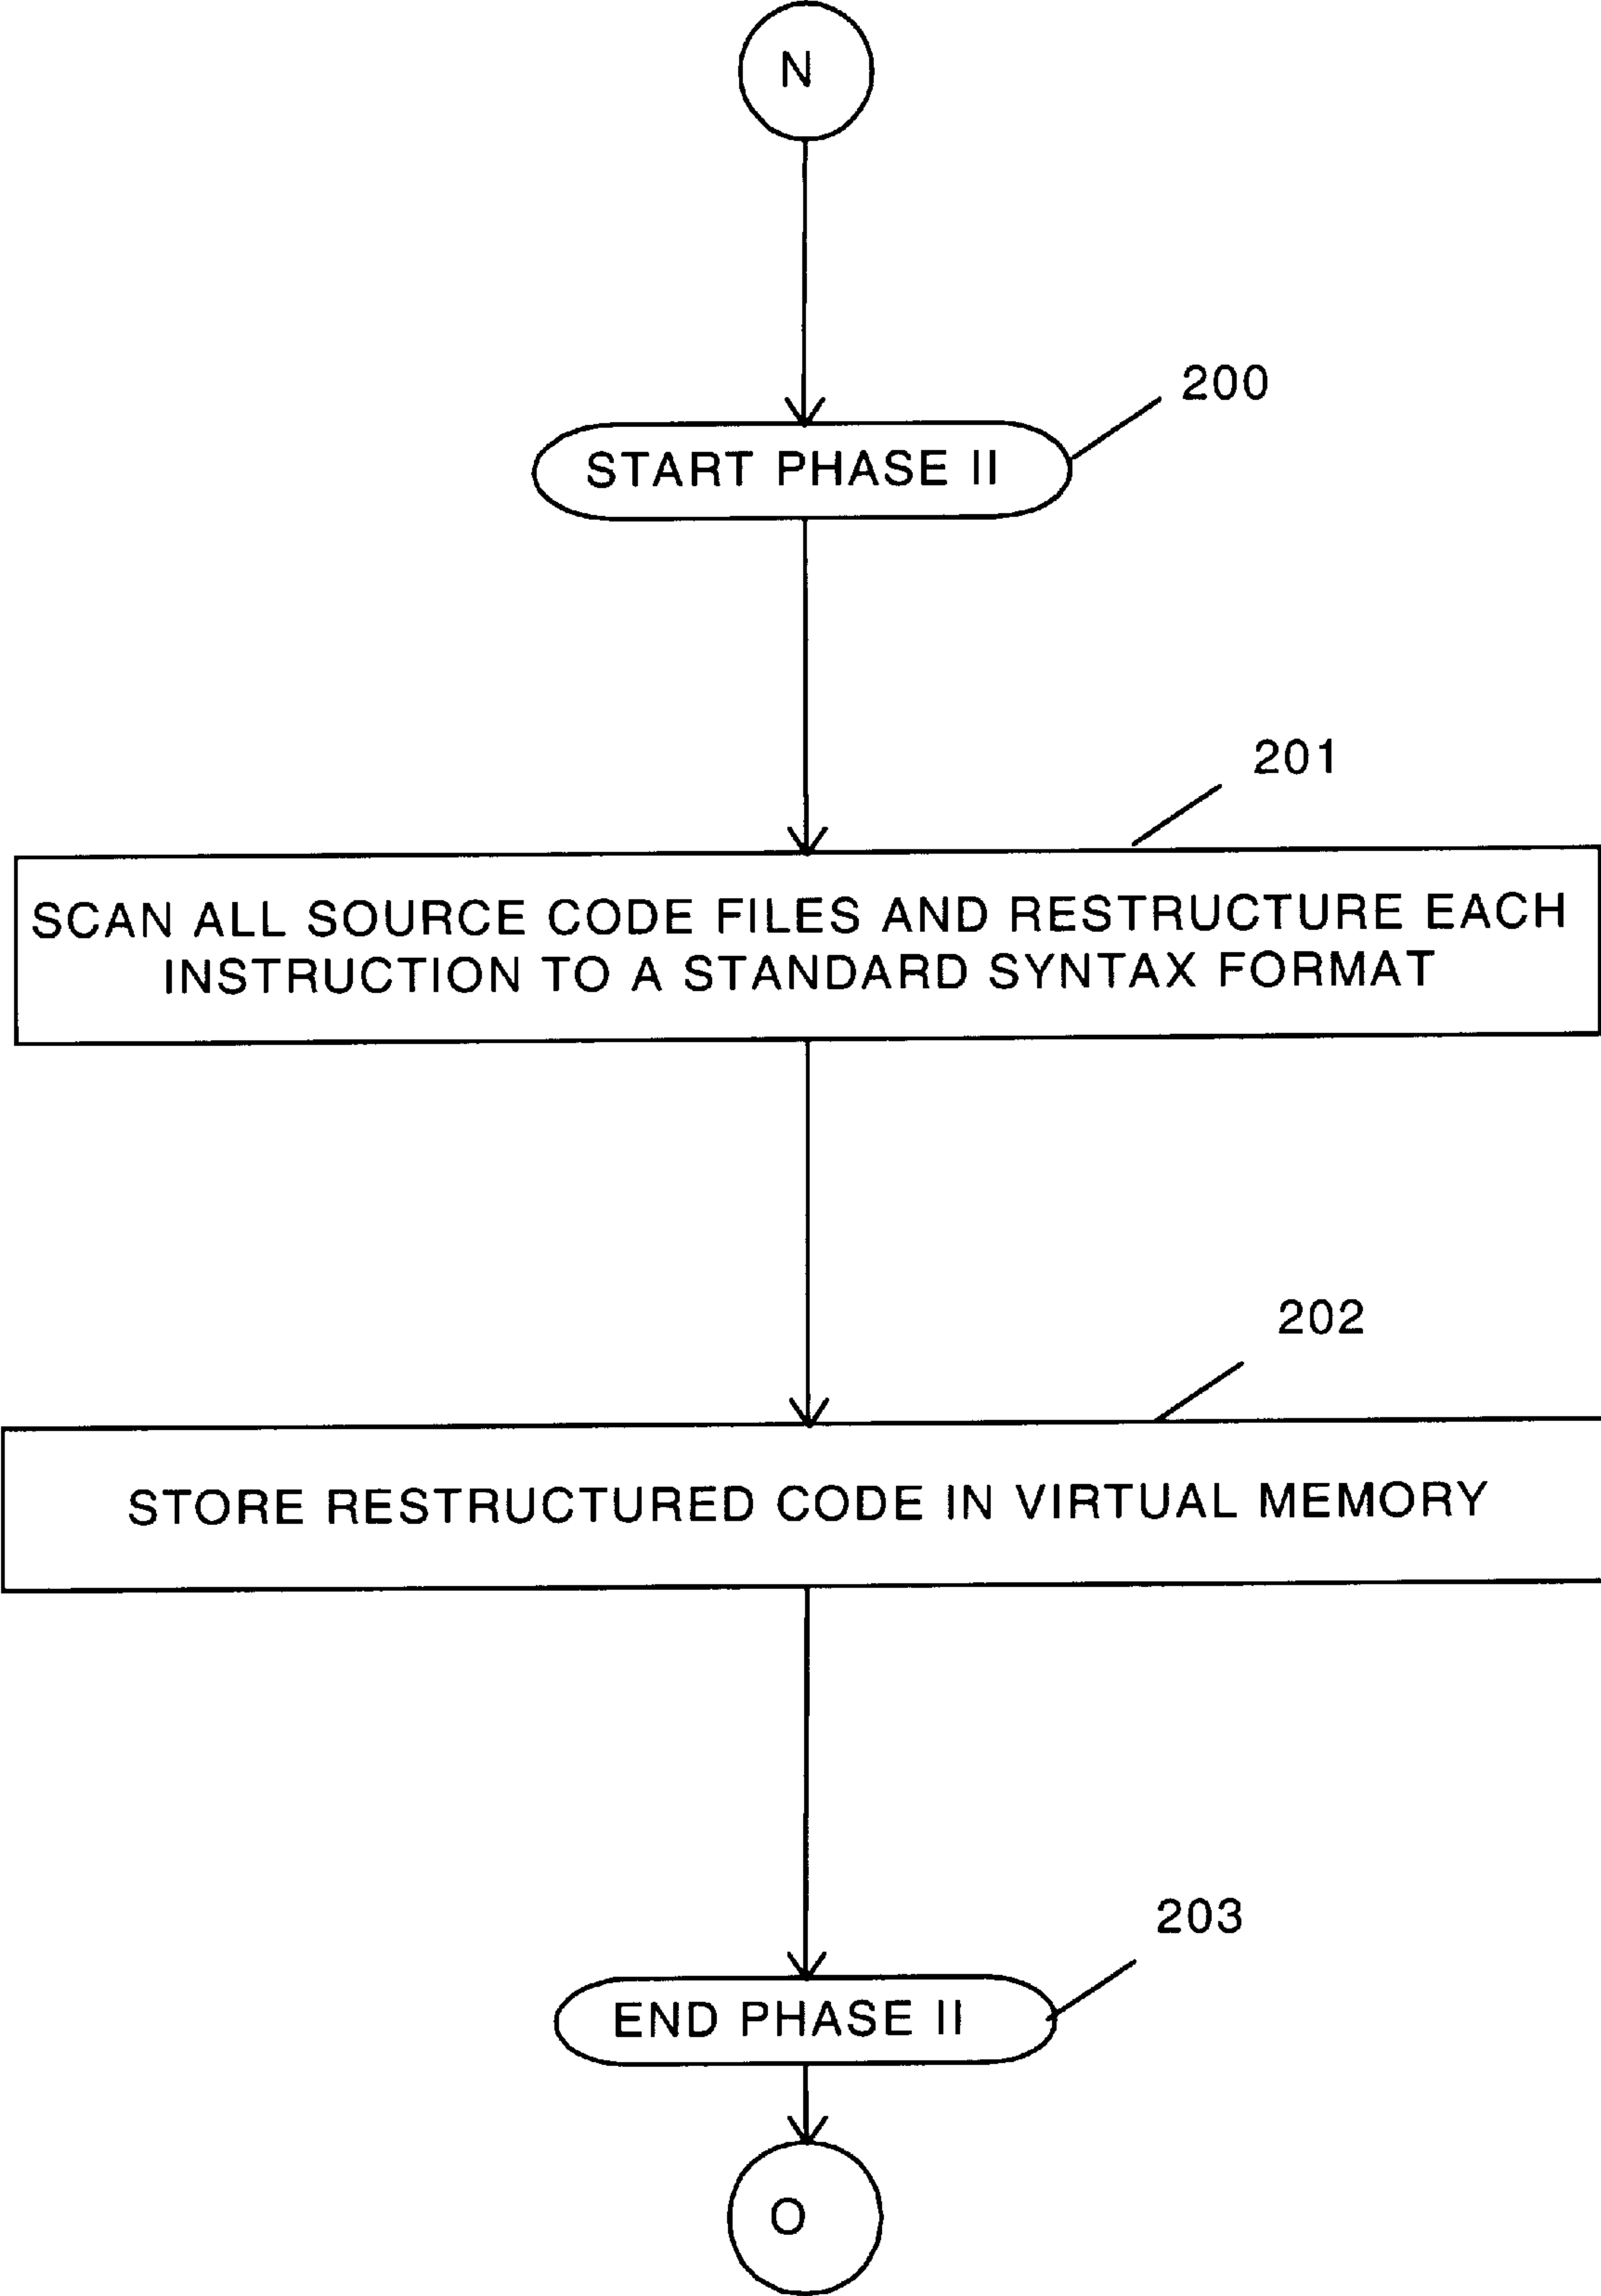 N
200
START PHASE II
201
SCAN ALL SOURCE CODE FILES AND RESTRUCTURE EACH
INSTRUCTION TO A STANDARD SYNTAX FORMAT
202
STORE RESTRUCTURED CODE IN VIRTUAL MEMORY
203
END PHASE II
O